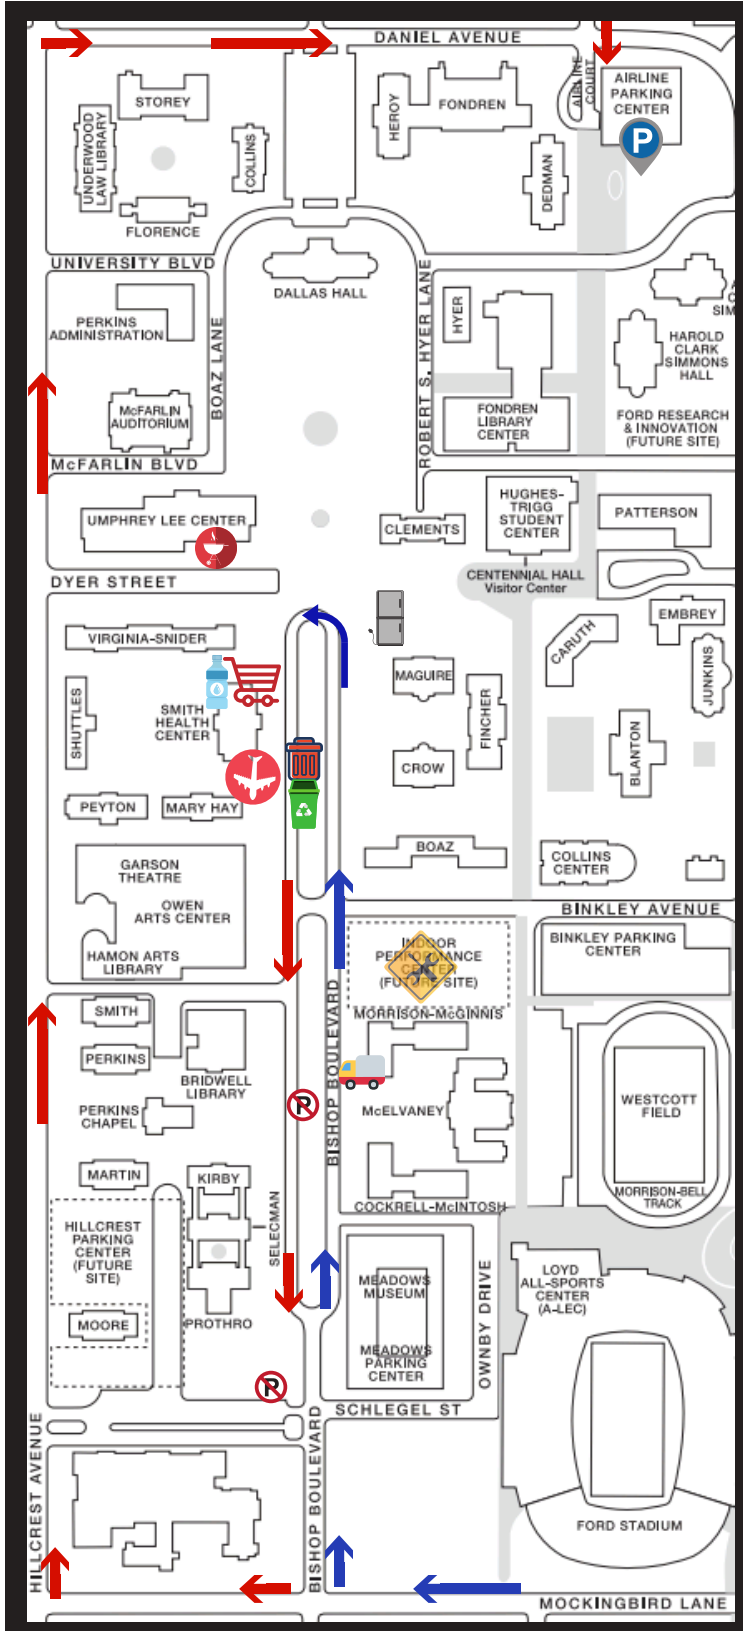 DANIEL AVENUE
AIRLINE
COURT
AIRLINE
PARKING
CENTER
P
STOREY
UNDERWOOD
LAW LIBRARY
COLLINS
HEROY
FONDREN
DEDMAN
FLORENCE
UNIVERSITY BLVD
DALLAS HALL
PERKINS
ADMINISTRATION
BOAZ LANE
ROBERT S. HYER LANE
HYER
SIM
HAROLD
CLARK
SIMMONS
HALL
McFARLIN
AUDITORIUM
FONDREN
LIBRARY
CENTER
FORD RESEARCH
& INNOVATION
(FUTURE SITE)
McFARLIN BLVD
UMPHREY LEE CENTER
CLEMENTS
HUGHES-
TRIGG
STUDENT
CENTER
PATTERSON
DYER STREET
CENTENNIAL HALL
Visitor Center
VIRGINIA-SNIDER
CARUTH
EMBREY
JUNKINS
SHUTTLES
SMITH
HEALTH
CENTER
MAGUIRE
FINCHER
CROW
BLANTON
PEYTON
MARY HAY
BOAZ
COLLINS
CENTER
GARSON
THEATRE
OWEN
ARTS CENTER
HAMON ARTS
LIBRARY
BINKLEY AVENUE
INDOOR
PERFORMANCE
CENTER
(FUTURE SITE)
BINKLEY PARKING
CENTER
SMITH
PERKINS
BRIDWELL
LIBRARY
BISHOP BOULEVARD
MORRISON-McGINNIS
PERKINS
CHAPEL
P
McELVANEY
WESTCOTT
FIELD
MARTIN
KIRBY
SELECMAN
COCKRELL-McINTOSH
MORRISON-BELL
TRACK
HILLCREST
PARKING
CENTER
(FUTURE
SITE)
MOORE
PROTHRO
MEADOWS
MUSEUM
MEADOWS
PARKING
CENTER
OWNBY DRIVE
LOYD
ALL-SPORTS
CENTER
(A-LEC)
P
SCHLEGEL ST
HILLCREST AVENUE
BISHOP BOULEVARD
FORD STADIUM
MOCKINGBIRD LANE